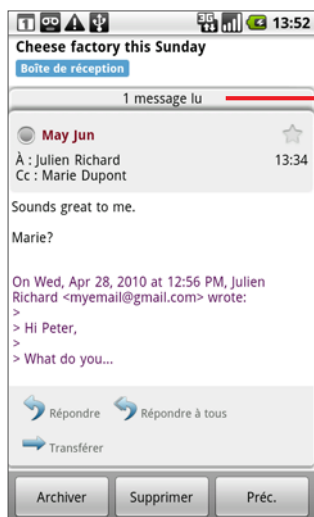 1 3G 13:52
Cheese factory this Sunday
Boîte de réception
1 message lu
May Jun
À : Julien Richard 13:34
Cc : Marie Dupont
Sounds great to me.
Marie?
On Wed, Apr 28, 2010 at 12:56 PM, Julien
Richard <myemail@gmail.com> wrote:
>
> Hi Peter,
>
> What do you...
Répondre Répondre à tous
Transférer
Archiver Supprimer Préc.